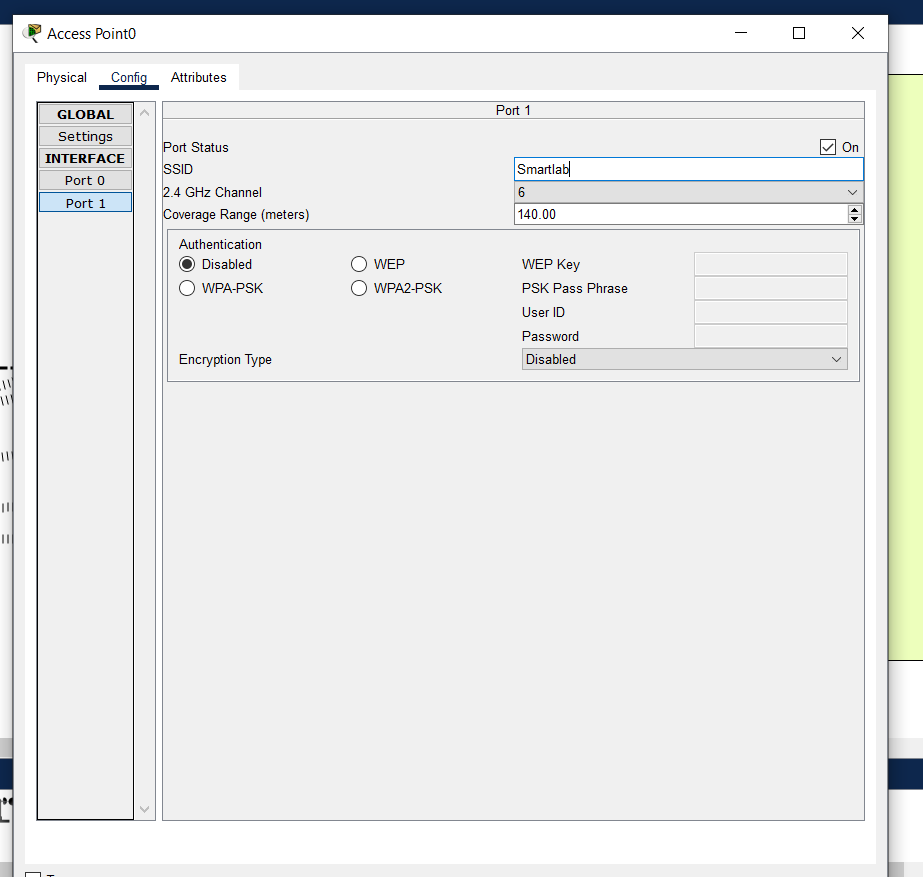 Access Point0
Physical Config Attributes
GLOBAL
Settings
INTERFACE
Port 0
Port 1
Port 1
Port Status On
SSID Smartlab
2.4 GHz Channel 6
Coverage Range (meters) 140.00
Authentication
Disabled WEP WEP Key
WPA-PSK WPA2-PSK PSK Pass Phrase
User ID
Password
Encryption Type Disabled